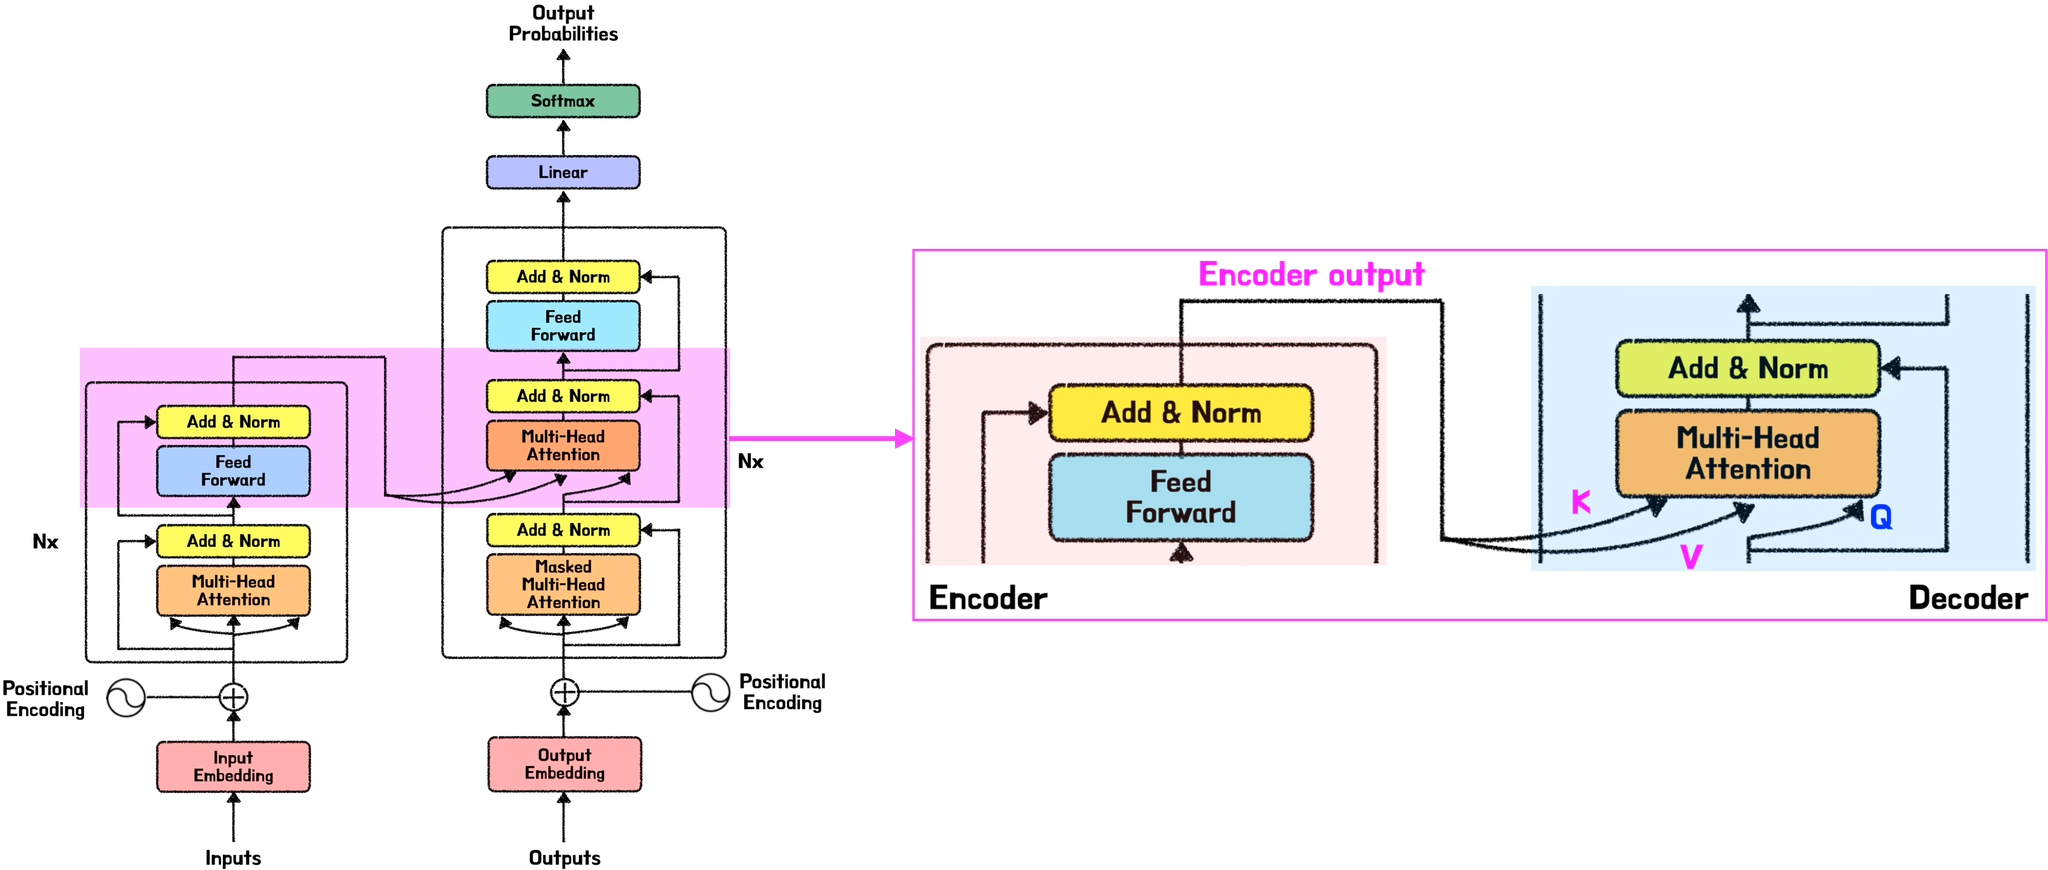 Output
Probabilities
Softmax
Linear
Add & Norm
Feed
Forward
Add & Norm
Multi-Head
Attention
Nx
Add & Norm
Masked
Multi-Head
Attention
Add & Norm
Feed
Forward
Nx
Add & Norm
Multi-Head
Attention
Positional
Encoding
Positional
Encoding
Input
Embedding
Output
Embedding
Inputs
Outputs
Encoder output
Add & Norm
Feed
Forward
Encoder
Add & Norm
Multi-Head
Attention
K
V
Q
Decoder